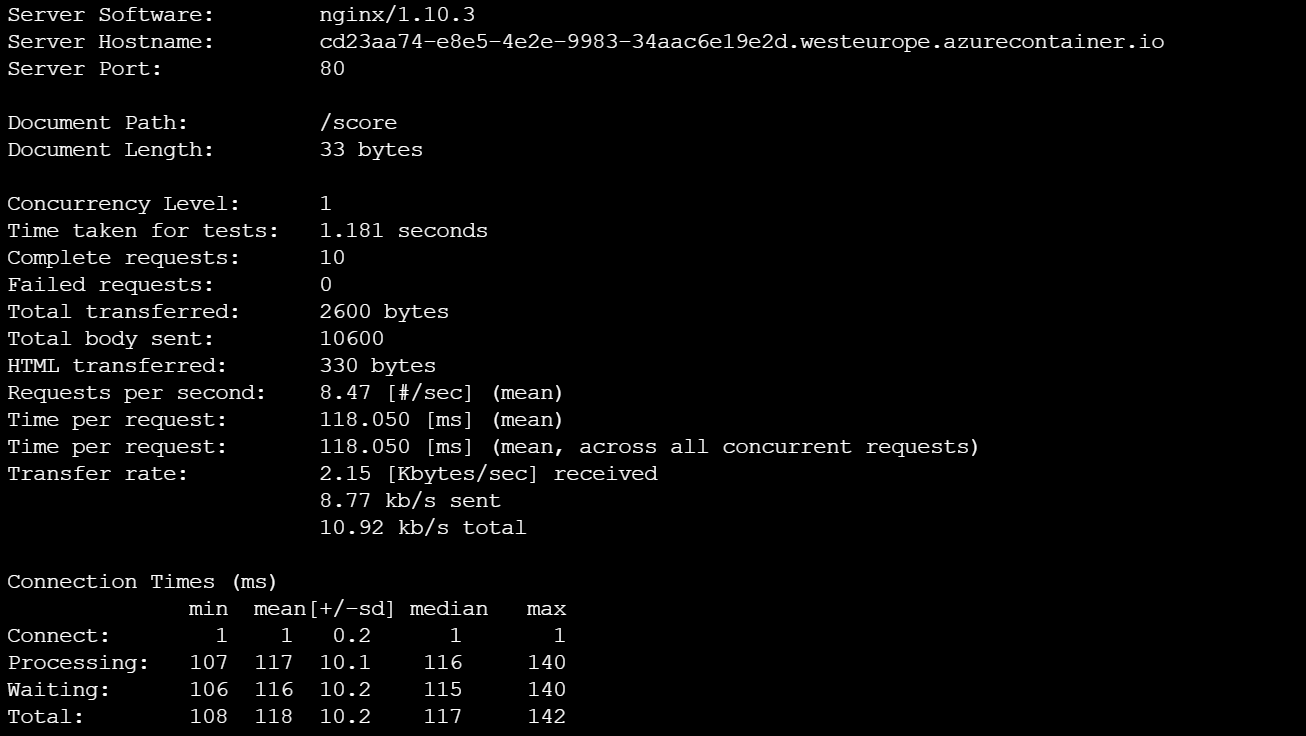 Server Software:        nginx/1.10.3
Server Hostname:        cd23aa74-e8e5-4e2e-9983-34aac6e19e2d.westeurope.azurecontainer.io
Server Port:            80

Document Path:          /score
Document Length:        33 bytes

Concurrency Level:      1
Time taken for tests:   1.181 seconds
Complete requests:      10
Failed requests:        0
Total transferred:      2600 bytes
Total body sent:        10600
HTML transferred:       330 bytes
Requests per second:    8.47 [#/sec] (mean)
Time per request:       118.050 [ms] (mean)
Time per request:       118.050 [ms] (mean, across all concurrent requests)
Transfer rate:          2.15 [Kbytes/sec] received
                        8.77 kb/s sent
                        10.92 kb/s total

Connection Times (ms)
              min  mean[+/-sd] median   max
Connect:        1    1   0.2      1       1
Processing:   107  117  10.1    116     140
Waiting:      106  116  10.2    115     140
Total:        108  118  10.2    117     142